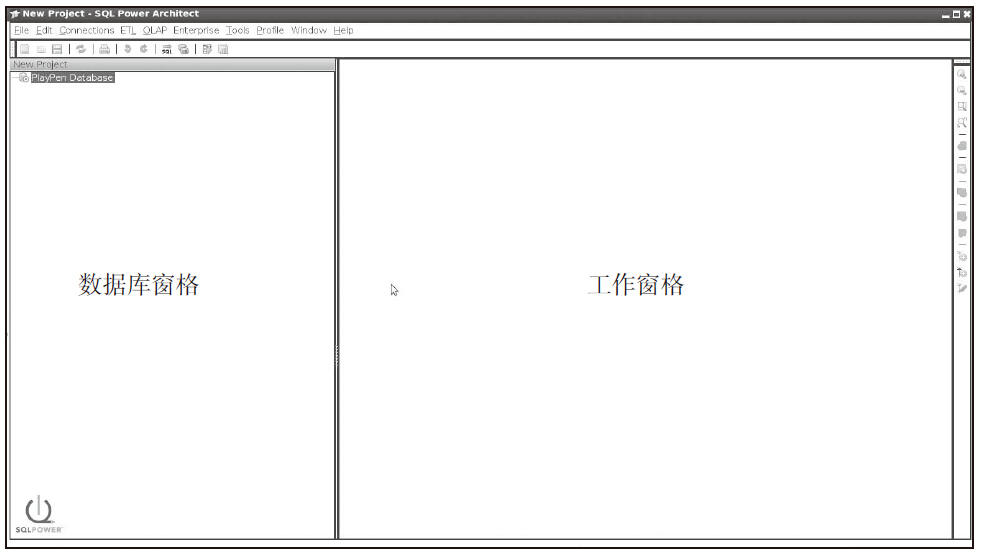 New Project - SQL Power Architect
File Edit Connections ETL OLAP Enterprise Tools Profile Window Help
SQL
New Project
PlayPen Database
数据库窗格
工作窗格
SQLPOWER